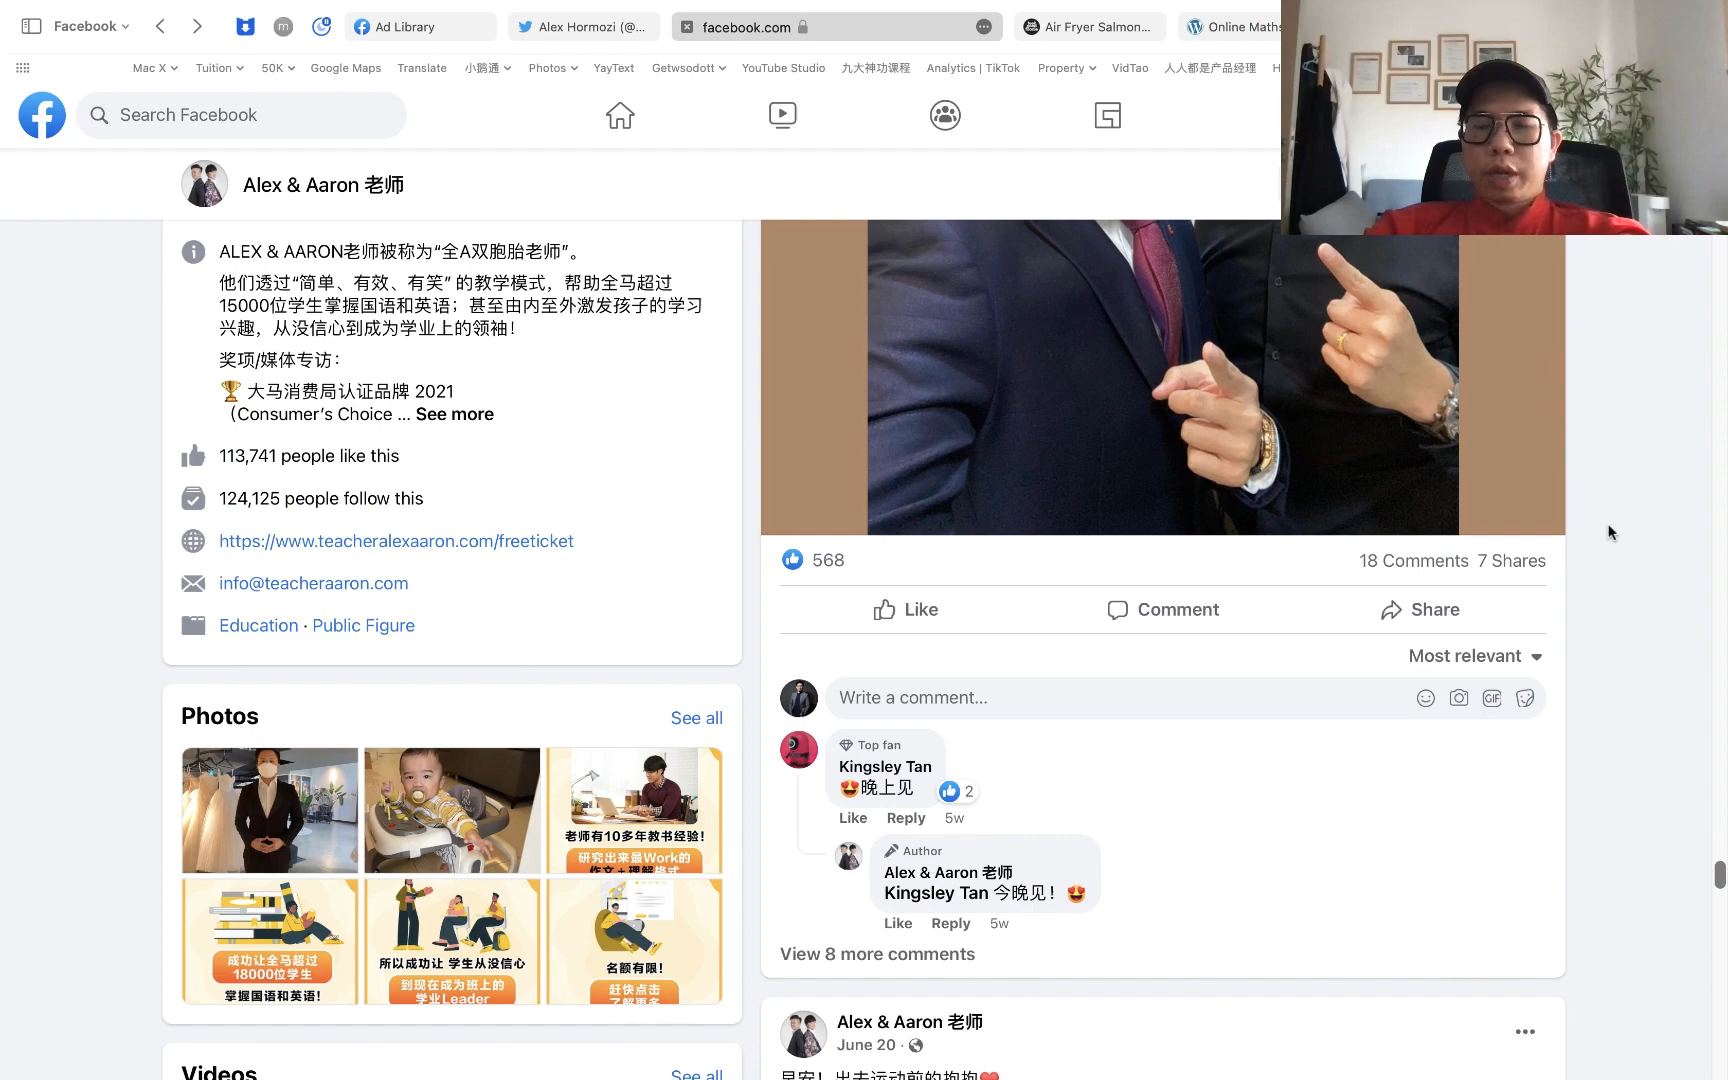 Facebook
Ad Library
Alex Hormozi (@...
facebook.com
Air Fryer Salmon...
Online Maths
Mac X
Tuition
50K
Google Maps
Translate
小鹅通
Photos
YayText
Getwsodott
YouTube Studio
九大神功课程
Analytics | TikTok
Property
VidTao
人人都是产品经理
H
Search Facebook
Alex & Aaron 老师
ALEX & AARON老师被称为“全A双胞胎老师”。
他们透过“简单、有效、有笑” 的教学模式，帮助全马超过
15000位学生掌握国语和英语；甚至由内至外激发孩子的学习
兴趣，从没信心到成为学业上的领袖！
奖项/媒体专访：
🏆 大马消费局认证品牌 2021
（Consumer’s Choice ... See more
113,741 people like this
124,125 people follow this
https://www.teacheralexaaron.com/freeticket
info@teacheraaron.com
Education · Public Figure
Photos
See all
老师有10多年教书经验!
研究出来最Work的
作文+理解格式
成功让全马超过
18000位学生
掌握国语和英语!
所以成功让 学生从没信心
到现在成为班上的
学业Leader
名额有限!
赶快点击
了解更多
Videos
See all
568
18 Comments 7 Shares
Like
Comment
Share
Most relevant
Write a comment...
GIF
Top fan
Kingsley Tan
😍晚上见
2
Like Reply 5w
Author
Alex & Aaron 老师
Kingsley Tan 今晚见！😍
Like Reply 5w
View 8 more comments
Alex & Aaron 老师
June 20 ·
早安！出去运动前的抱抱❤️